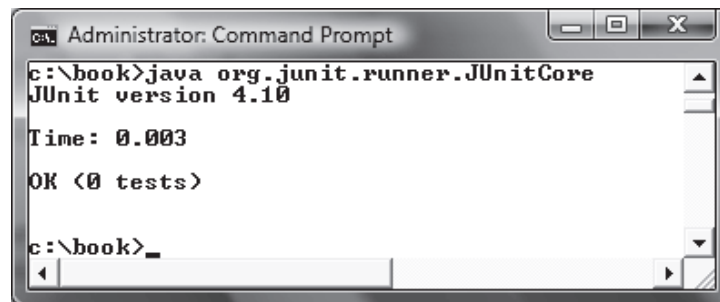 Administrator: Command Prompt
c:\book>java org.junit.runner.JUnitCore
JUnit version 4.10
Time: 0.003
OK (0 tests)
c:\book>_